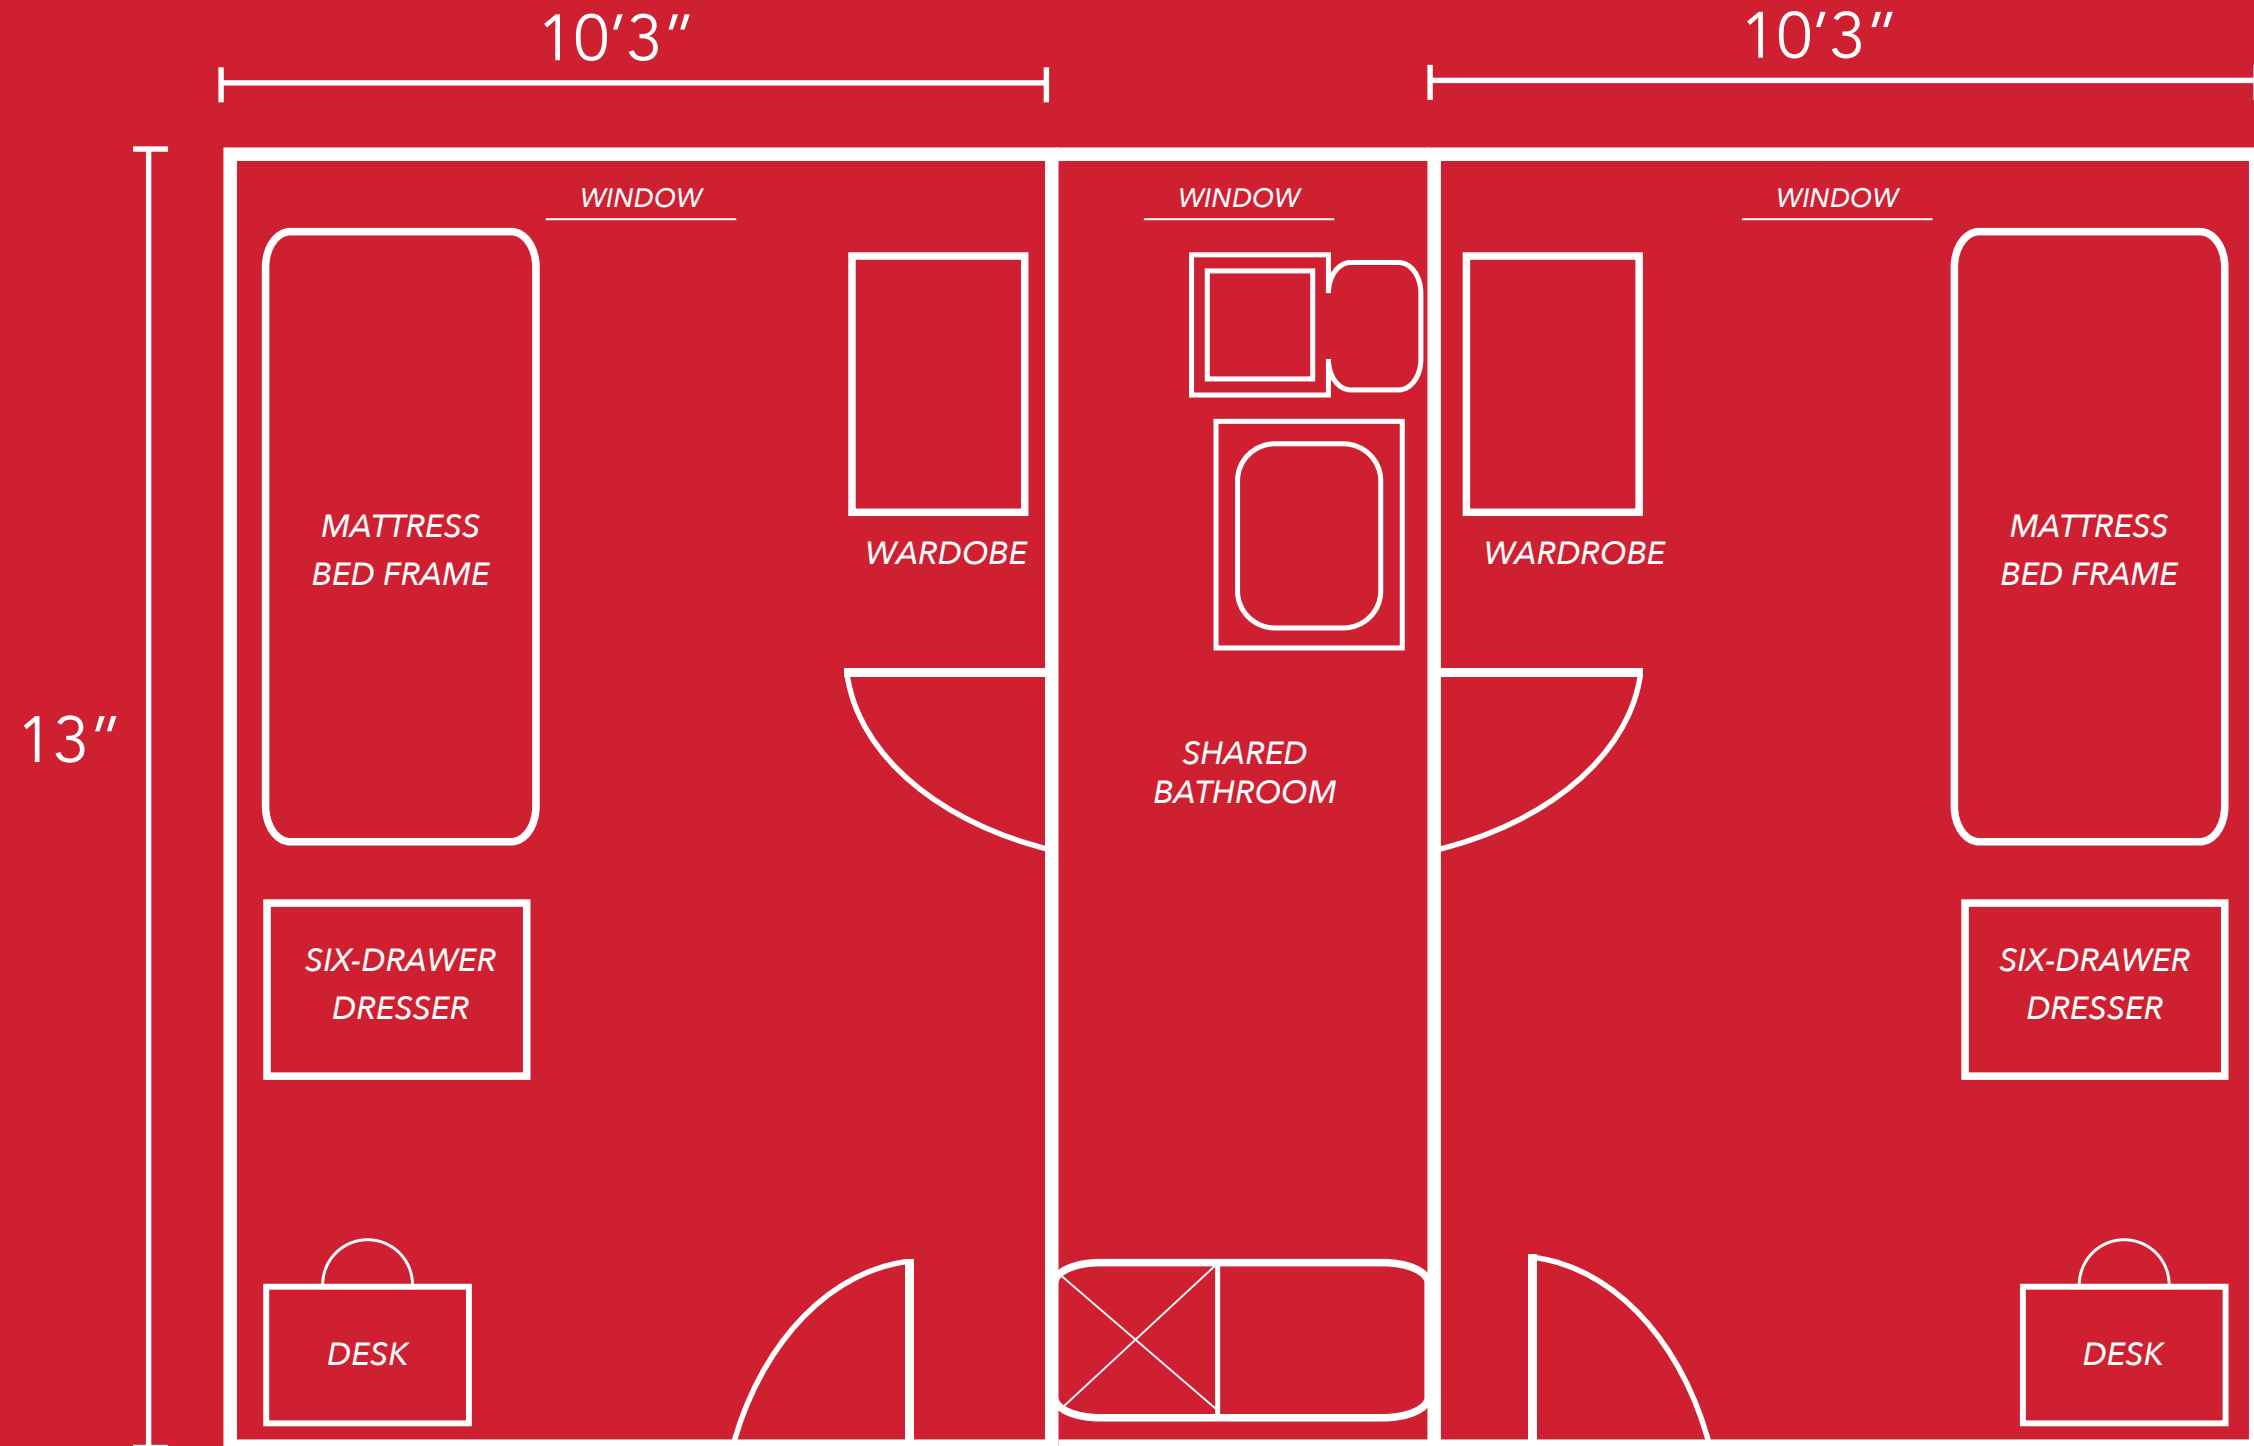 10’3” 10’3”
WINDOW WINDOW WINDOW
MATTRESS
BED FRAME
WARDOBE
WARDROBE
MATTRESS
BED FRAME
13”
SHARED
BATHROOM
SIX-DRAWER
DRESSER
SIX-DRAWER
DRESSER
DESK
DESK